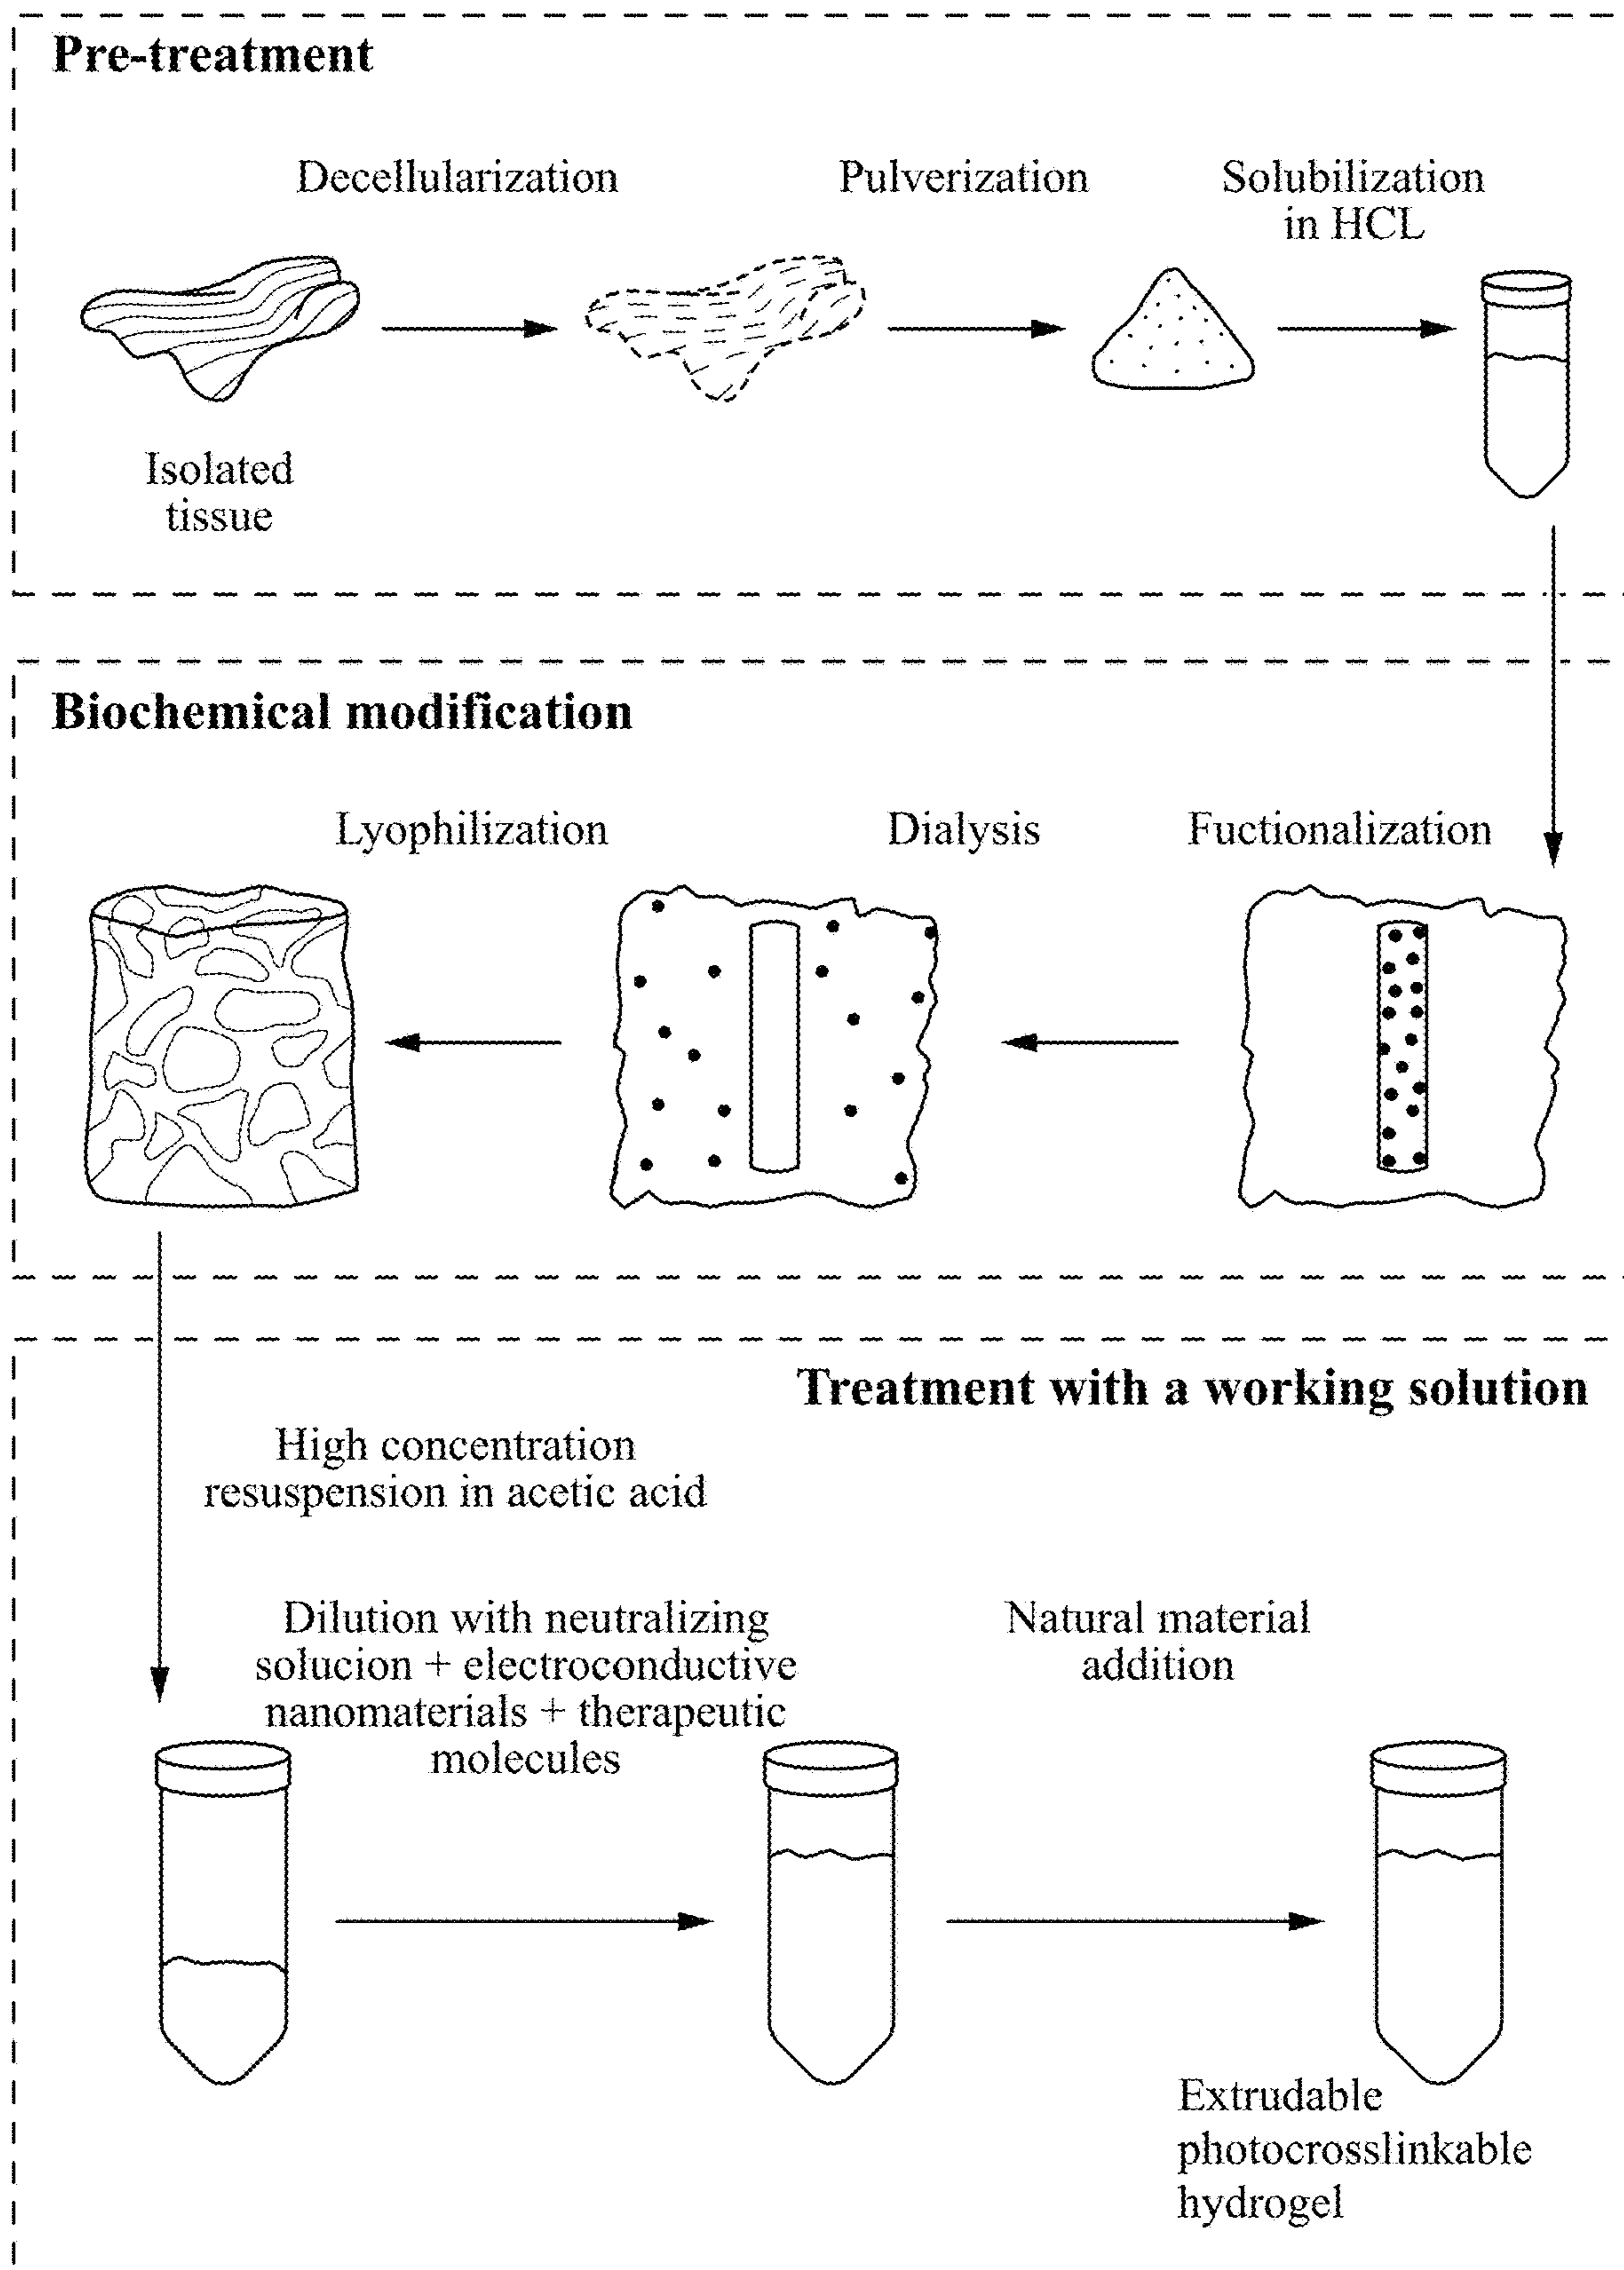 Pre-treatment
Decellularization
Pulverization
Solubilization
in HCL
Isolated
tissue
Biochemical modification
Lyophilization
Dialysis
Fuctionalization
Treatment with a working solution
High concentration
resuspension in acetic acid
Dilution with neutralizing
solucion + electroconductive
nanomaterials + therapeutic
molecules
Natural material
addition
Extrudable
photocrosslinkable
hydrogel